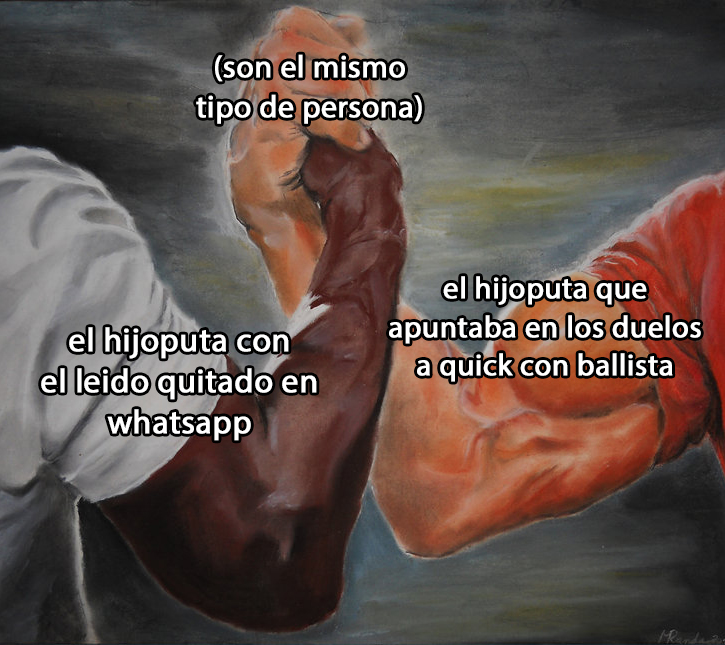 (son el mismo
tipo de persona)
el hijoputa que
apuntaba en los duelos
a quick con ballista
el hijoputa con
el leido quitado en
whatsapp